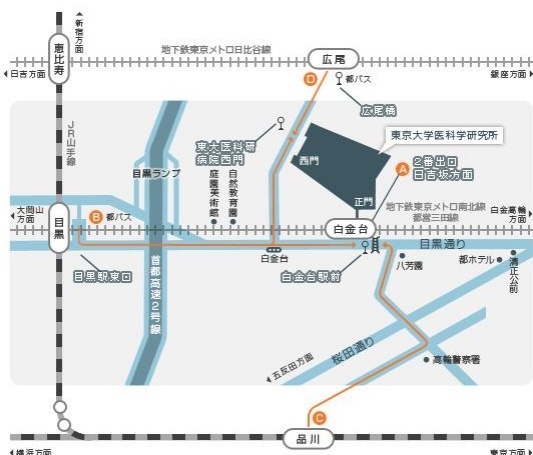 新宿方面
恵比寿
地下鉄東京メトロ日比谷線
広尾
日吉方面
銀座方面
D
都バス
広尾橋
JR山手線
東大医科研
病院西門
東京大学医科学研究所
西門
A
2番出口
日吉坂方面
目黒ランプ
自然教育園
庭園美術館
正門
大岡山
方面
目黒
B
都バス
地下鉄東京メトロ南北線
都営三田線
白金高輪
方面
白金台
目黒通り
目黒駅東口
首都高速2号線
白金台
白金台駅前
八芳園
都ホテル
清正公前
桜田通り
五反田方面
高輪警察署
C
品川
横浜方面
東京方面